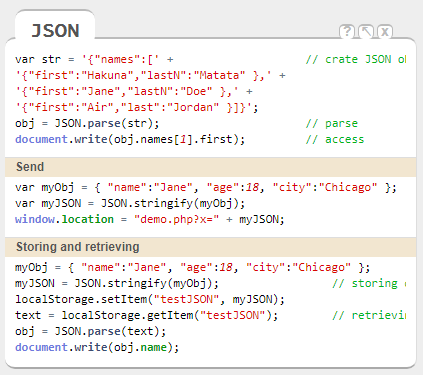 JSON
? x
var str = '{"names":[' + // crate JSON
'{"first":"Hakuna","lastN":"Matata" },' +
'{"first":"Jane","lastN":"Doe" },' +
'{"first":"Air","last":"Jordan" }]}';
obj = JSON.parse(str); // parse
document.write(obj.names[1].first); // access
Send
var myObj = { "name":"Jane", "age":18, "city":"Chicago" };
var myJSON = JSON.stringify(myObj);
window.location = "demo.php?x=" + myJSON;
Storing and retrieving
myObj = { "name":"Jane", "age":18, "city":"Chicago" };
myJSON = JSON.stringify(myObj); // storing
localStorage.setItem("testJSON", myJSON);
text = localStorage.getItem("testJSON"); // retrievin
obj = JSON.parse(text);
document.write(obj.name);